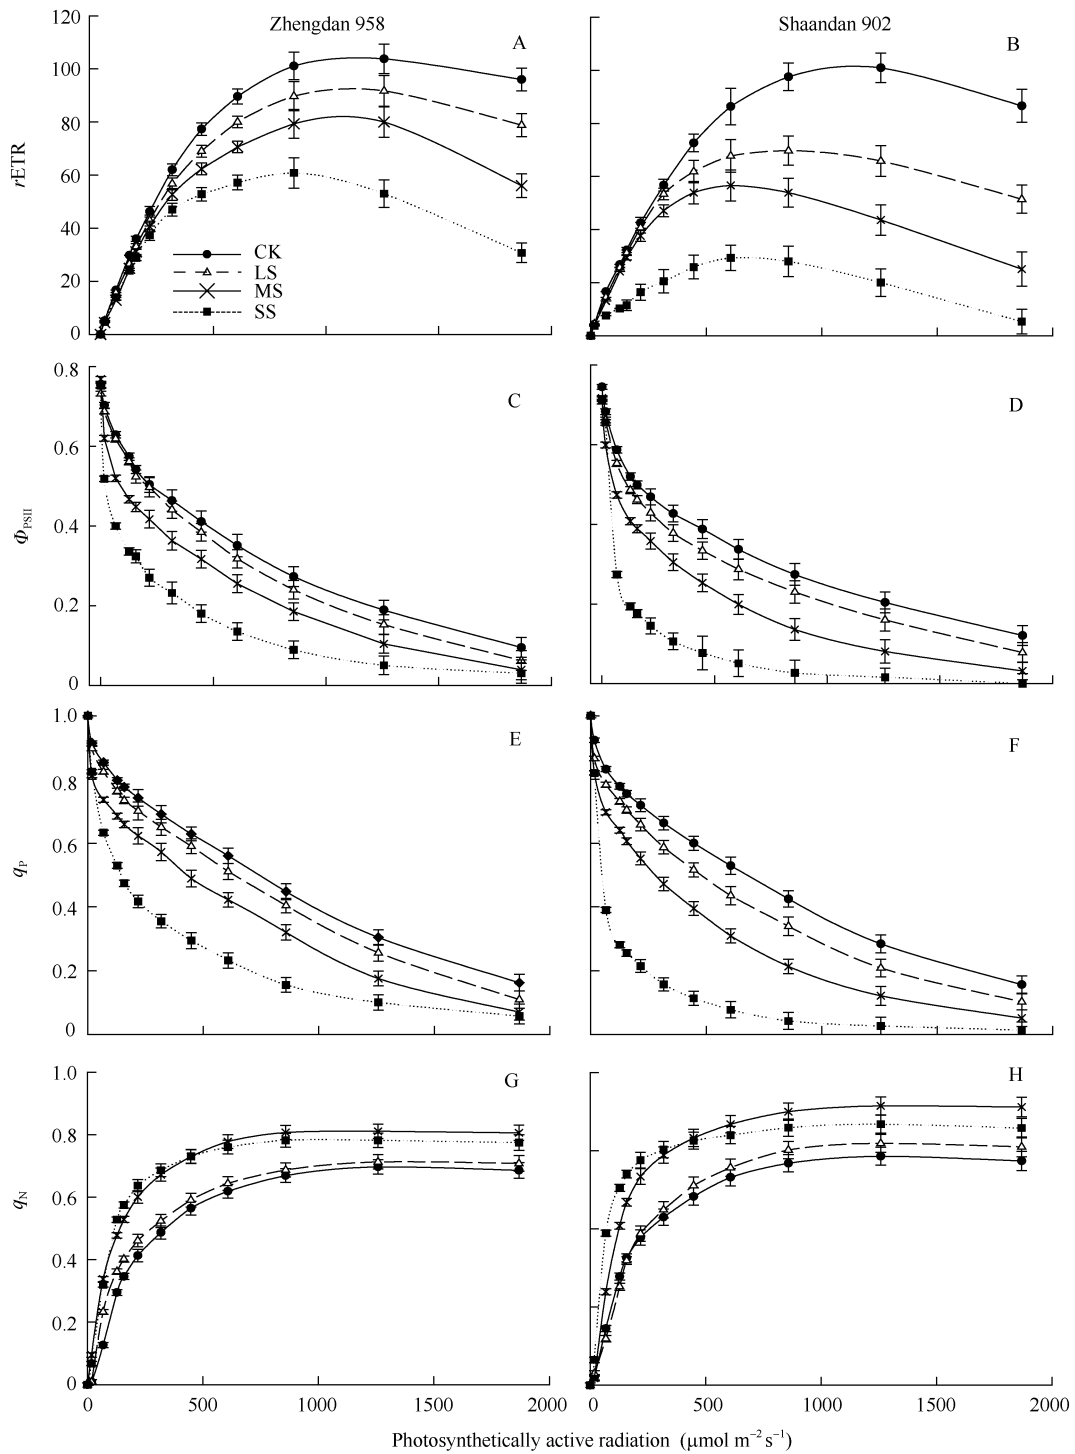 Zhengdan 958
Shaandan 902
120
100
80
60
40
20
0
rETR
A
B
CK
LS
MS
SS
0.8
0.6
0.4
0.2
0
Φ_PSII
C
D
1.0
0.8
0.6
0.4
0.2
0
q_P
E
F
1.0
0.8
0.6
0.4
0.2
0
q_N
G
H
0 500 1000 1500 2000
0 500 1000 1500 2000
Photosynthetically active radiation (μmol m⁻² s⁻¹)